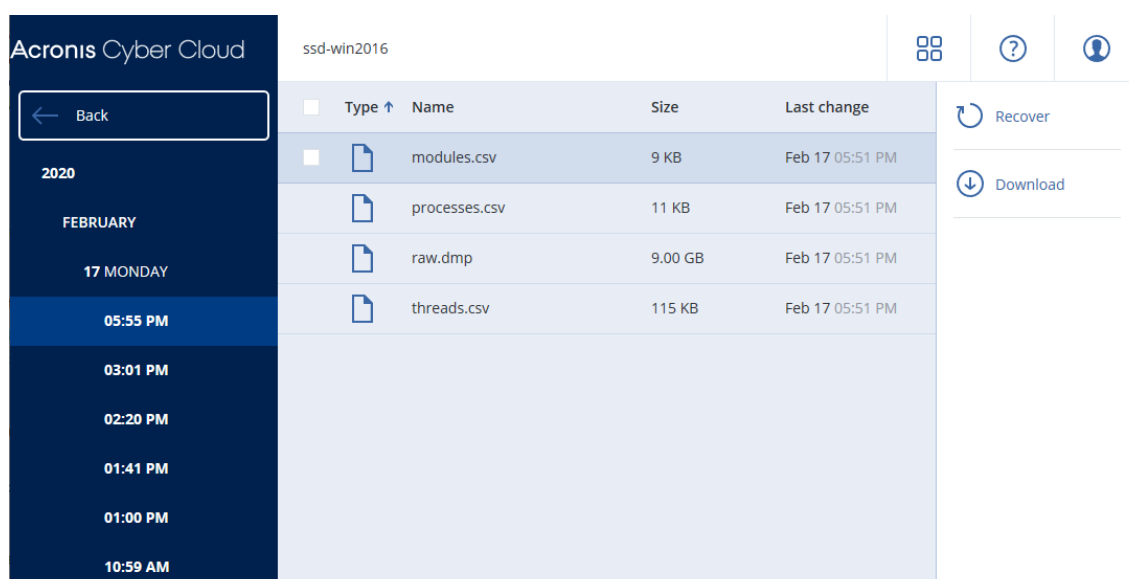 Acronis Cyber Cloud
ssd-win2016
?
Back
2020
FEBRUARY
17 MONDAY
05:55 PM
03:01 PM
02:20 PM
01:41 PM
01:00 PM
10:59 AM
Type ↑ Name Size Last change
modules.csv 9 KB Feb 17 05:51 PM
processes.csv 11 KB Feb 17 05:51 PM
raw.dmp 9.00 GB Feb 17 05:51 PM
threads.csv 115 KB Feb 17 05:51 PM
Recover
Download